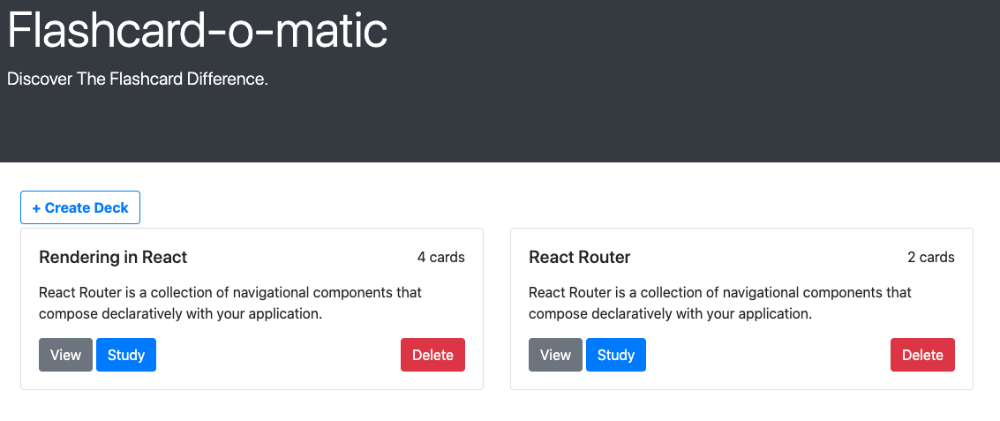 Flashcard-o-matic
Discover The Flashcard Difference.
+ Create Deck
Rendering in React
4 cards
React Router is a collection of navigational components that
compose declaratively with your application.
View
Study
Delete
React Router
2 cards
React Router is a collection of navigational components that
compose declaratively with your application.
View
Study
Delete